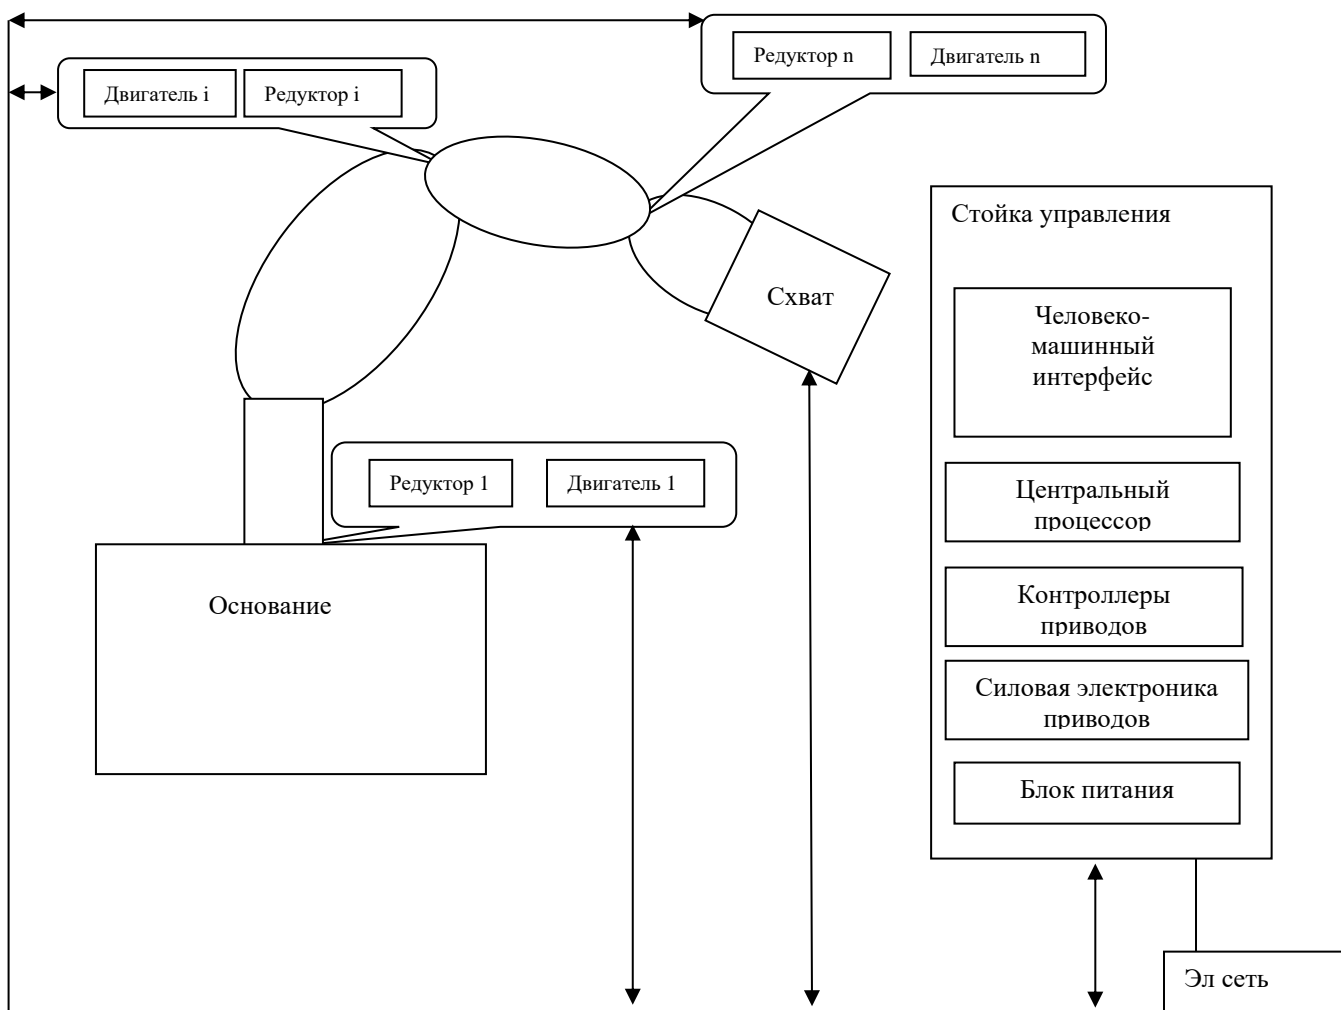 Редуктор n
Двигатель n
Двигатель i
Редуктор i
Стойка управления
Схват
Человеко-
машинный
интерфейс
Редуктор 1
Двигатель 1
Центральный
процессор
Основание
Контроллеры
приводов
Силовая электроника
приводов
Блок питания
Эл сеть